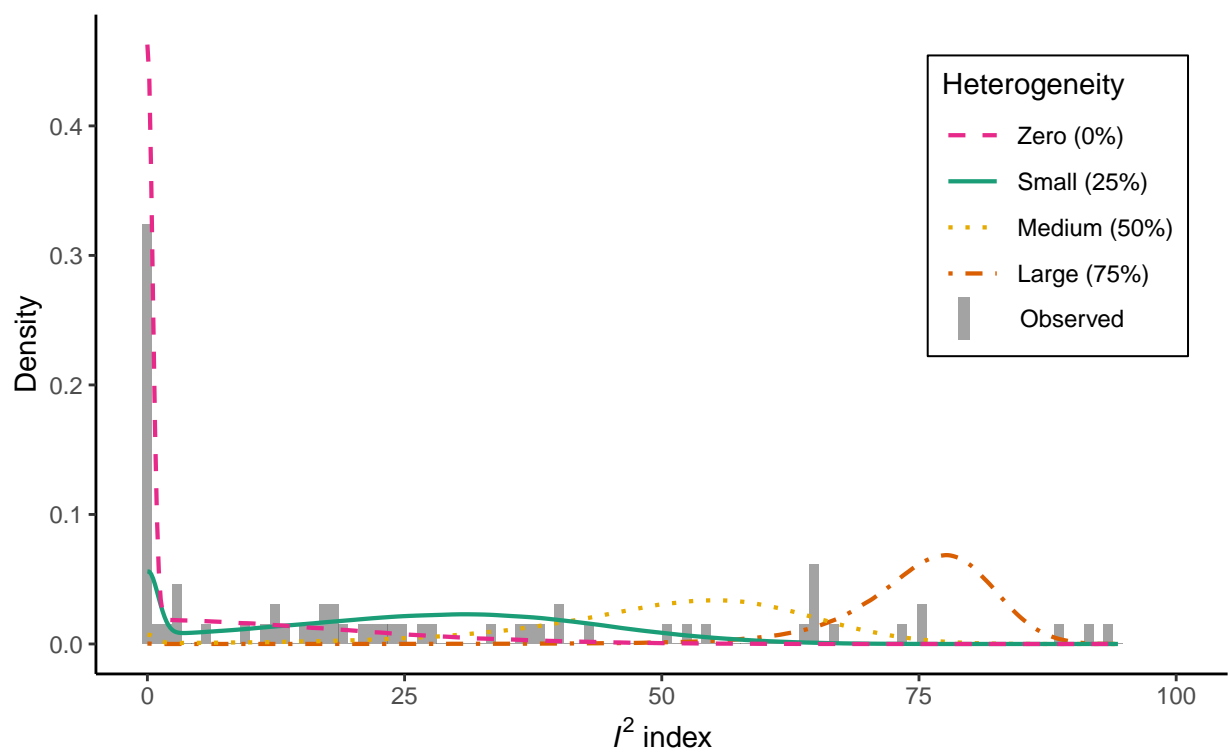 Heterogeneity
Zero (0%)
Small (25%)
Medium (50%)
Large (75%)
Observed
Density
0.4
0.3
0.2
0.1
0.0
0
25
50
75
100
I² index